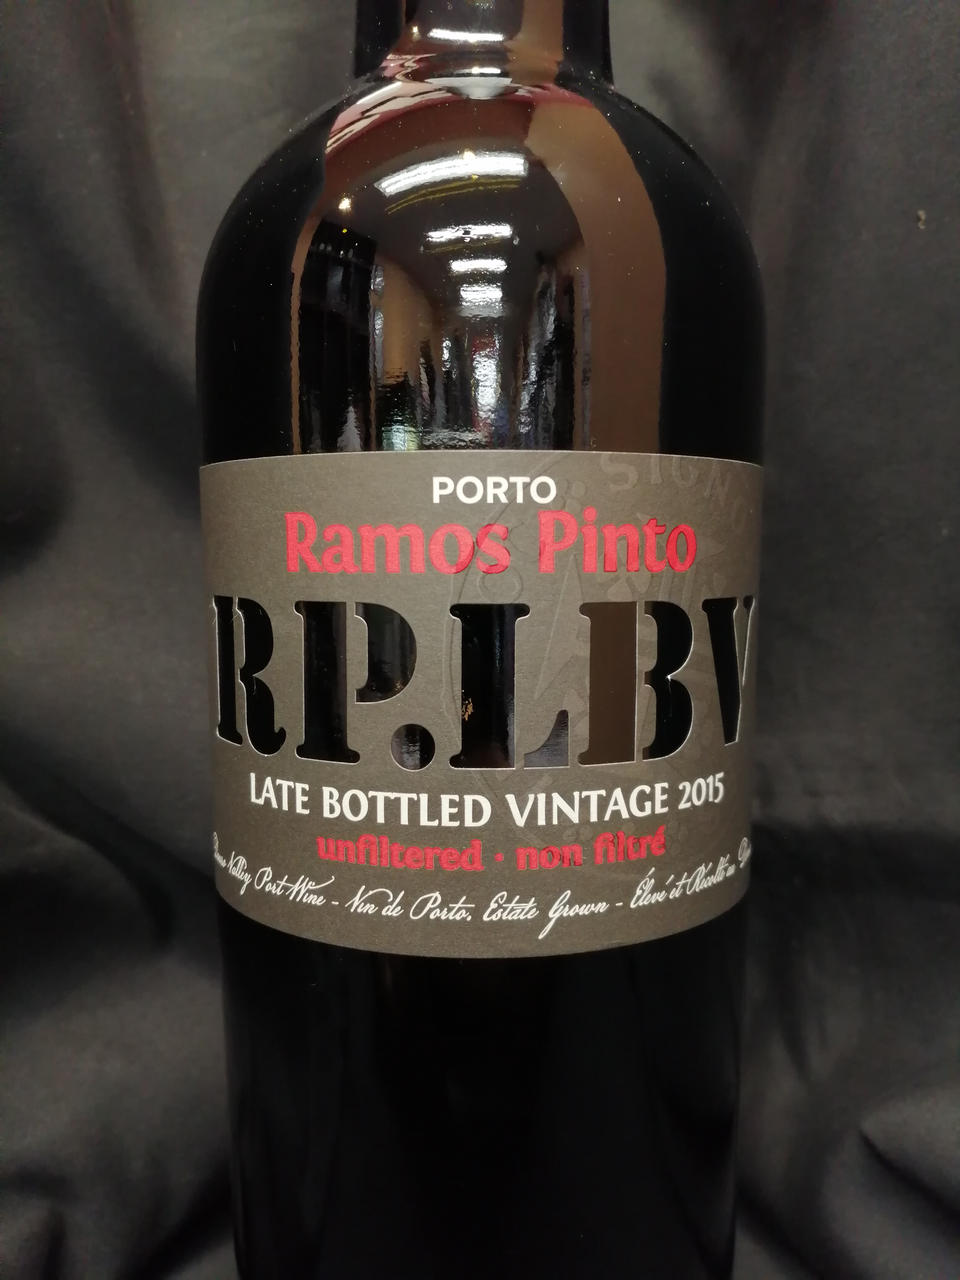 PORTO
Ramos Pinto
RP.LBV
LATE BOTTLED VINTAGE 2015
unfiltered • non filtré
Valley Port Wine - Vin de Porto, Estate Grown - Élevé et Récolté au